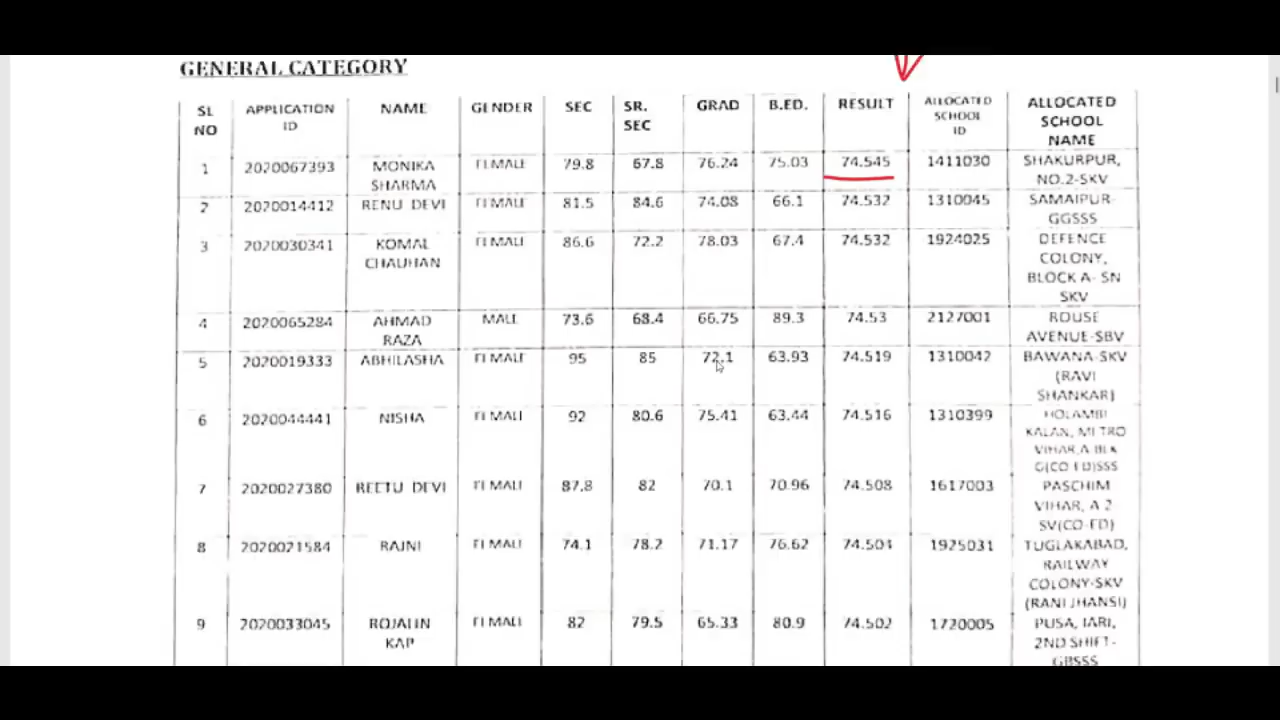 GENERAL CATEGORY
SL NO APPLICATION ID NAME GENDER SEC SR. SEC GRAD B.ED. RESULT ALLOCATED SCHOOL ID ALLOCATED SCHOOL NAME
1 2020067393 MONIKA SHARMA FEMALE 79.8 67.8 76.24 75.03 74.545 1411030 SHAKURPUR, NO.2-SKV
2 2020014412 RENU DEVI FEMALE 81.5 84.6 74.08 66.1 74.532 1310045 SAMAIPUR-GGSSS
3 2020030341 KOMAL CHAUHAN FEMALE 86.6 72.2 78.03 67.4 74.532 1924025 DEFENCE COLONY, BLOCK A- SN SKV
4 2020065284 AHMAD RAZA MALE 73.6 68.4 66.75 89.3 74.53 2127001 ROUSE AVENUE-SBV
5 2020019333 ABHILASHA FEMALE 95 85 72.1 63.93 74.519 1310042 BAWANA-SKV (RAVI SHANKAR)
6 2020044441 NISHA FEMALE 92 80.6 75.41 63.44 74.516 1310399 HOLAMBI KALAN, METRO VIHAR,A BLK G(CO ED)SSS
7 2020027380 REETU DEVI FEMALE 87.8 82 70.1 70.96 74.508 1617003 PASCHIM VIHAR, A 2 SV(CO-ED)
8 2020021584 RAJNI FEMALE 74.1 78.2 71.17 76.62 74.504 1925031 TUGLAKABAD, RAILWAY COLONY-SKV (RANI JHANSI)
9 2020033045 ROJALIN KAP FEMALE 82 79.5 65.33 80.9 74.502 1720005 PUSA, IARI, 2ND SHIFT-GBSSS